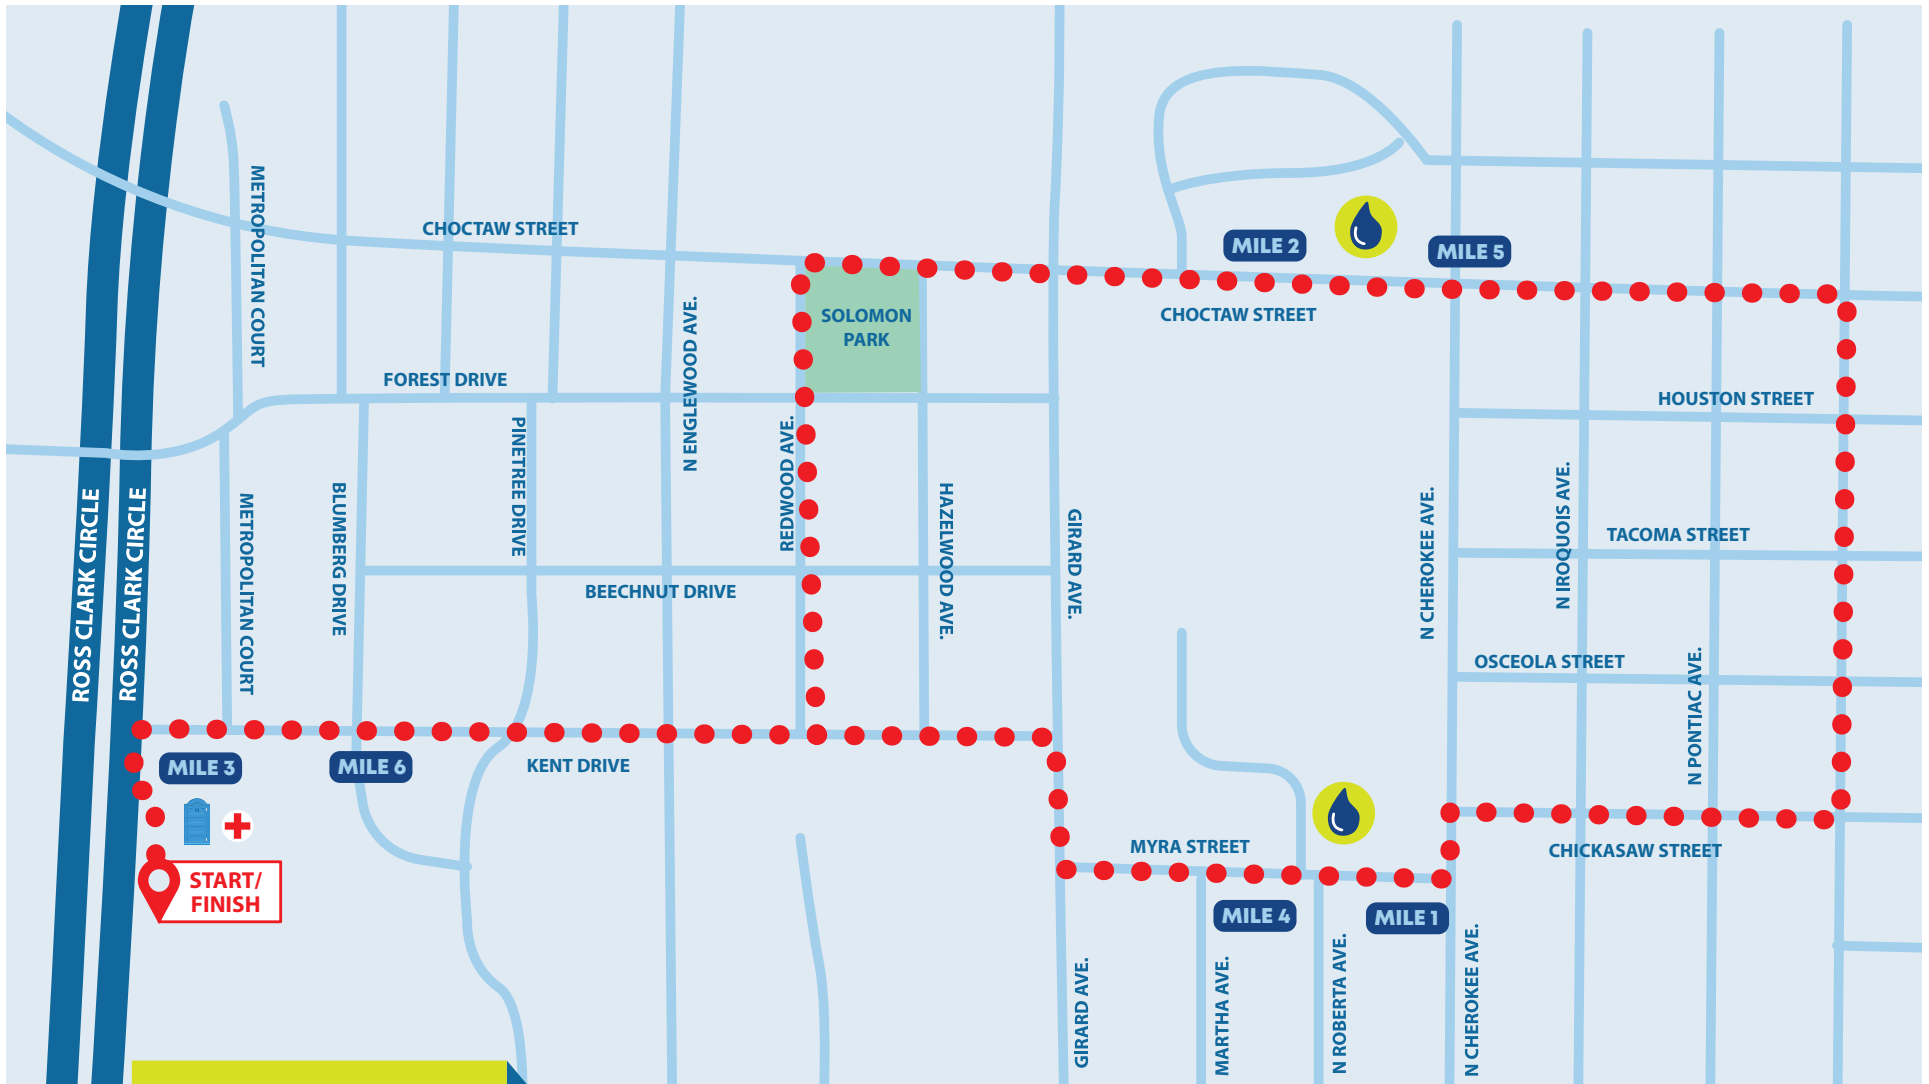 METROPOLITAN COURT
CHOCTAW STREET
MILE 2
MILE 5
CHOCTAW STREET
SOLOMON
PARK
N ENGLEWOOD AVE.
FOREST DRIVE
HOUSTON STREET
PINETREE DRIVE
REDWOOD AVE.
HAZELWOOD AVE.
GIRARD AVE.
N CHEROKEE AVE.
N IROQUOIS AVE.
TACOMA STREET
ROSS CLARK CIRCLE
ROSS CLARK CIRCLE
METROPOLITAN COURT
BLUMBERG DRIVE
BEECHNUT DRIVE
OSCEOLA STREET
N PONTIAC AVE.
MILE 3
MILE 6
KENT DRIVE
MYRA STREET
CHICKASAW STREET
START/
FINISH
MILE 4
MILE 1
GIRARD AVE.
MARTHA AVE.
N ROBERTA AVE.
N CHEROKEE AVE.